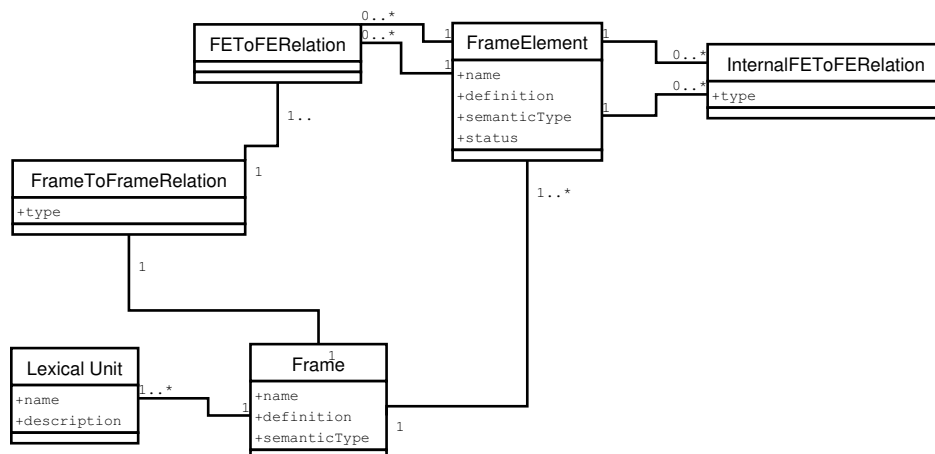 0..*
FEToFERelation
0..*
1
FrameElement
1
1
+name
+definition
+semanticType
+status
0..*
InternalFEToFERelation
0..*
+type
1
1..
1
FrameToFrameRelation
+type
1..*
1
1
Frame
+name
+definition
+semanticType
Lexical Unit
+name
+description
1..*
1
1